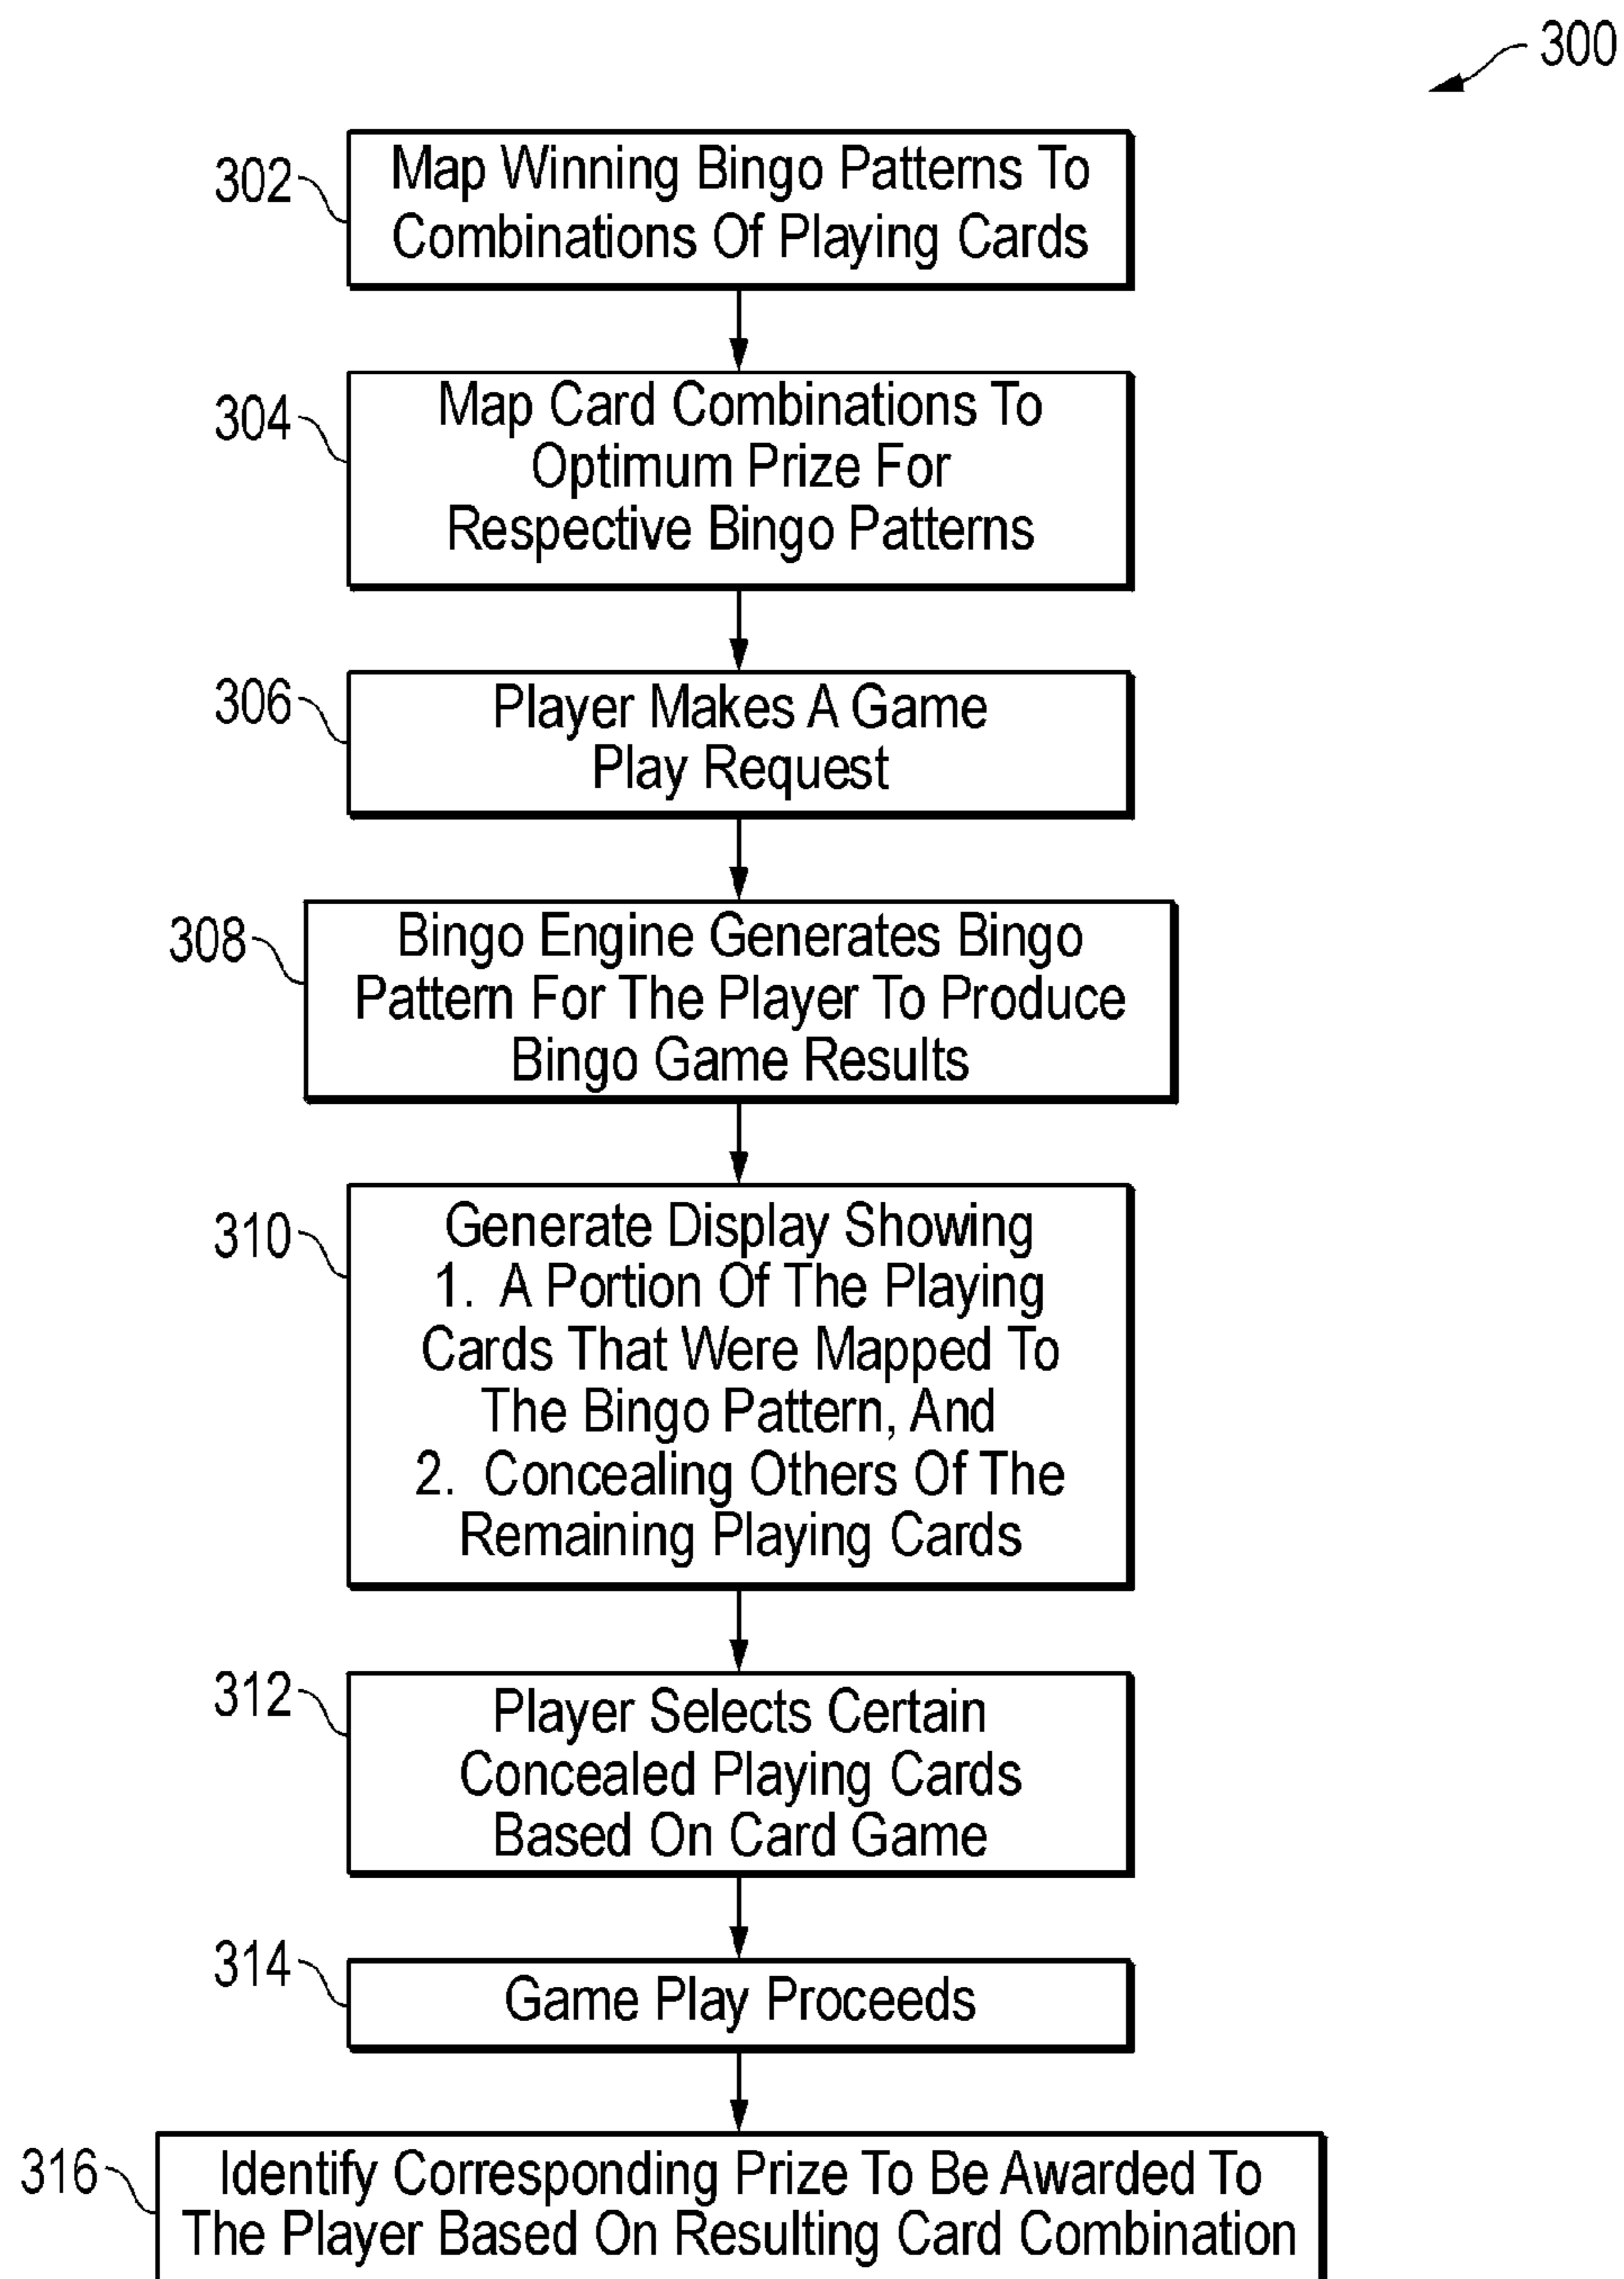 300
302
Map Winning Bingo Patterns To
Combinations Of Playing Cards
304
Map Card Combinations To
Optimum Prize For
Respective Bingo Patterns
306
Player Makes A Game
Play Request
308
Bingo Engine Generates Bingo
Pattern For The Player To Produce
Bingo Game Results
310
Generate Display Showing
1. A Portion Of The Playing
Cards That Were Mapped To
The Bingo Pattern, And
2. Concealing Others Of The
Remaining Playing Cards
312
Player Selects Certain
Concealed Playing Cards
Based On Card Game
314
Game Play Proceeds
316
Identify Corresponding Prize To Be Awarded To
The Player Based On Resulting Card Combination